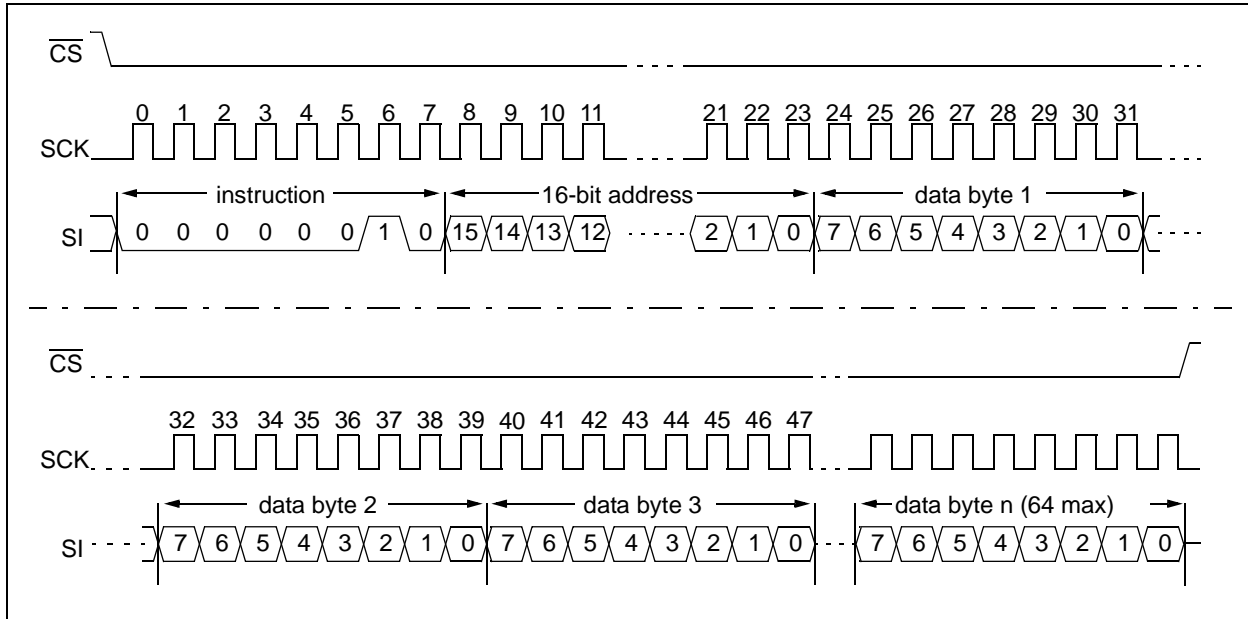 CS
0 1 2 3 4 5 6 7 8 9 10 11 21 22 23 24 25 26 27 28 29 30 31
SCK
instruction 16-bit address data byte 1
SI 0 0 0 0 0 0 1 0 15 14 13 12 2 1 0 7 6 5 4 3 2 1 0
CS
32 33 34 35 36 37 38 39 40 41 42 43 44 45 46 47
SCK
data byte 2 data byte 3 data byte n (64 max)
SI 7 6 5 4 3 2 1 0 7 6 5 4 3 2 1 0 7 6 5 4 3 2 1 0